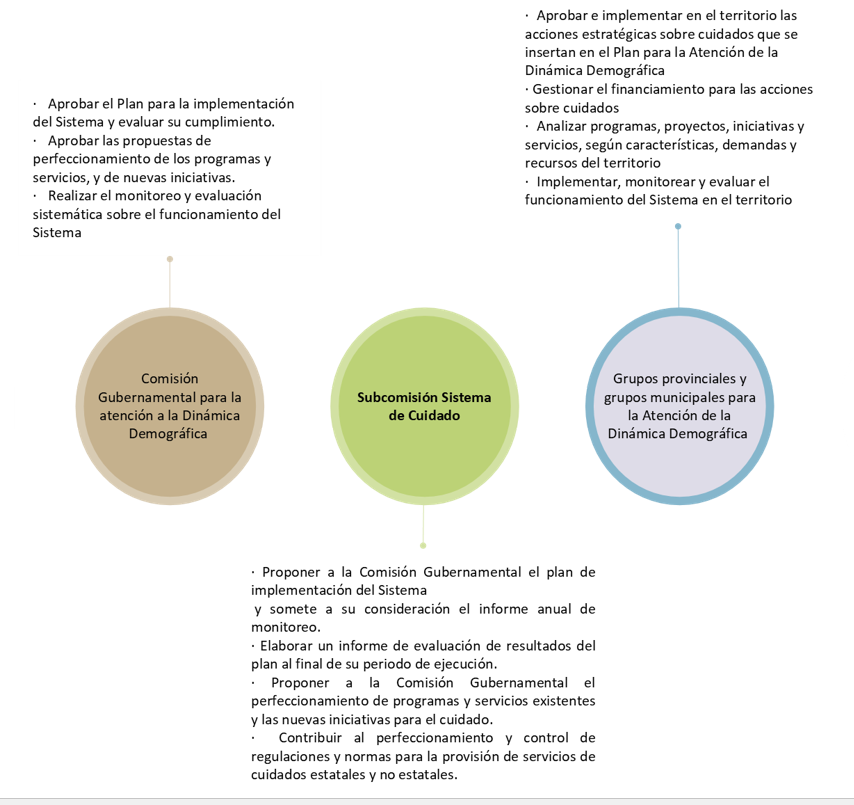 · Aprobar e implementar en el territorio las
acciones estratégicas sobre cuidados que se
insertan en el Plan para la Atención de la
Dinámica Demográfica
· Gestionar el financiamiento para las acciones
sobre cuidados
· Analizar programas, proyectos, iniciativas y
servicios, según características, demandas y
recursos del territorio
· Implementar, monitorear y evaluar el
funcionamiento del Sistema en el territorio
· Aprobar el Plan para la implementación
del Sistema y evaluar su cumplimiento.
· Aprobar las propuestas de
perfeccionamiento de los programas y
servicios, y de nuevas iniciativas.
· Realizar el monitoreo y evaluación
sistemática sobre el funcionamiento del
Sistema
Comisión
Gubernamental para la
atención a la Dinámica
Demográfica
Subcomisión Sistema
de Cuidado
Grupos provinciales y
grupos municipales para
la Atención de la
Dinámica Demográfica
· Proponer a la Comisión Gubernamental el plan de
implementación del Sistema
y somete a su consideración el informe anual de
monitoreo.
· Elaborar un informe de evaluación de resultados del
plan al final de su periodo de ejecución.
· Proponer a la Comisión Gubernamental el
perfeccionamiento de programas y servicios existentes
y las nuevas iniciativas para el cuidado.
· Contribuir al perfeccionamiento y control de
regulaciones y normas para la provisión de servicios de
cuidados estatales y no estatales.